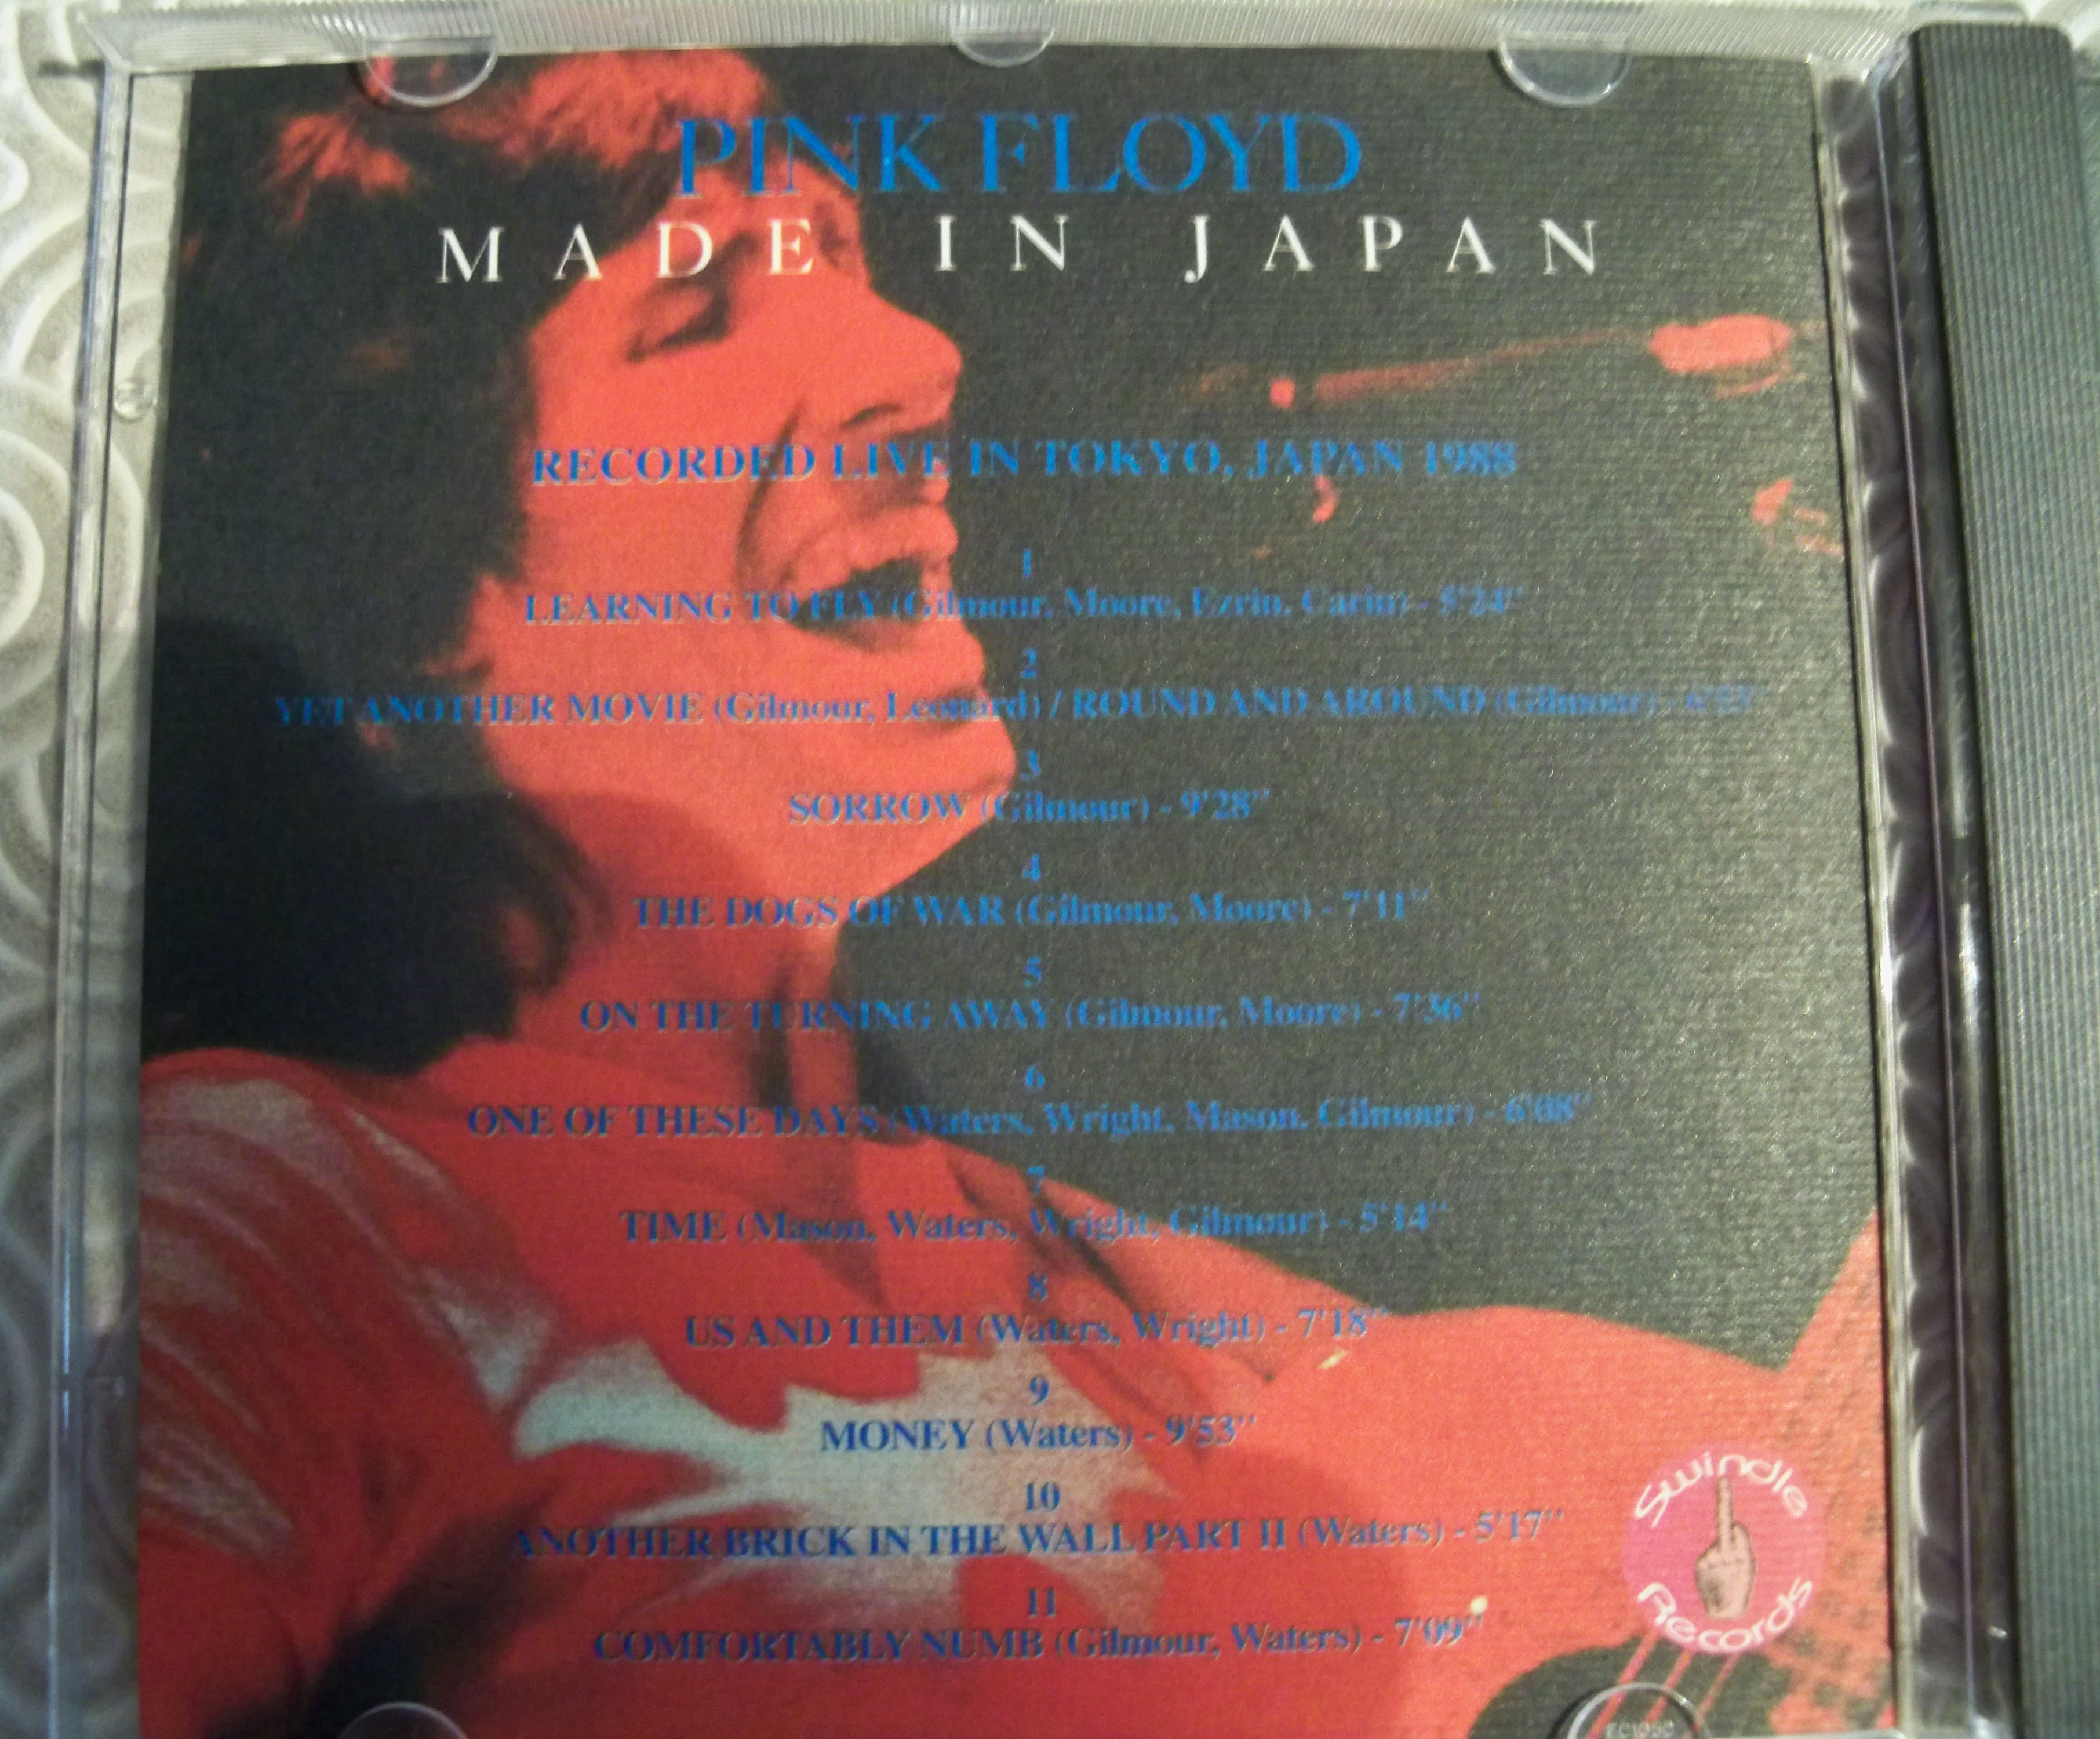 PINK FLOYD
MADE IN JAPAN
RECORDED LIVE IN TOKYO, JAPAN 1988
1
LEARNING TO FLY (Gilmour, Moore, Ezrin, Carin) - 5'24''
2
YET ANOTHER MOVIE (Gilmour, Leonard) / ROUND AND AROUND (Gilmour) -
3
SORROW (Gilmour) - 9'28''
4
THE DOGS OF WAR (Gilmour, Moore) - 7'11''
5
ON THE TURNING AWAY (Gilmour, Moore) - 7'36''
6
ONE OF THESE DAYS (Waters, Wright, Mason, Gilmour) - 6'08''
7
TIME (Mason, Waters, Wright, Gilmour) - 5'14''
8
US AND THEM (Waters, Wright) - 7'18''
9
MONEY (Waters) - 9'53''
10
ANOTHER BRICK IN THE WALL PART II (Waters) - 5'17''
11
COMFORTABLY NUMB (Gilmour, Waters) - 7'09''
Swindle
Records